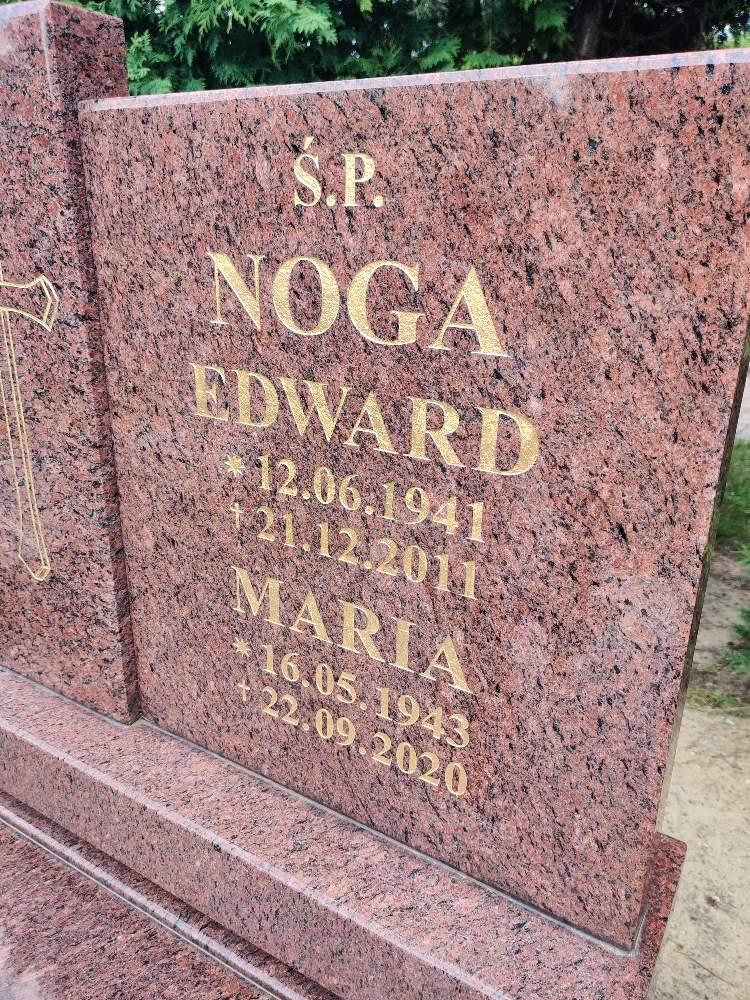 Ś.P.
NOGA
EDWARD
* 12.06.1941
† 21.12.2011
MARIA
* 16.05.1943
† 22.09.2020